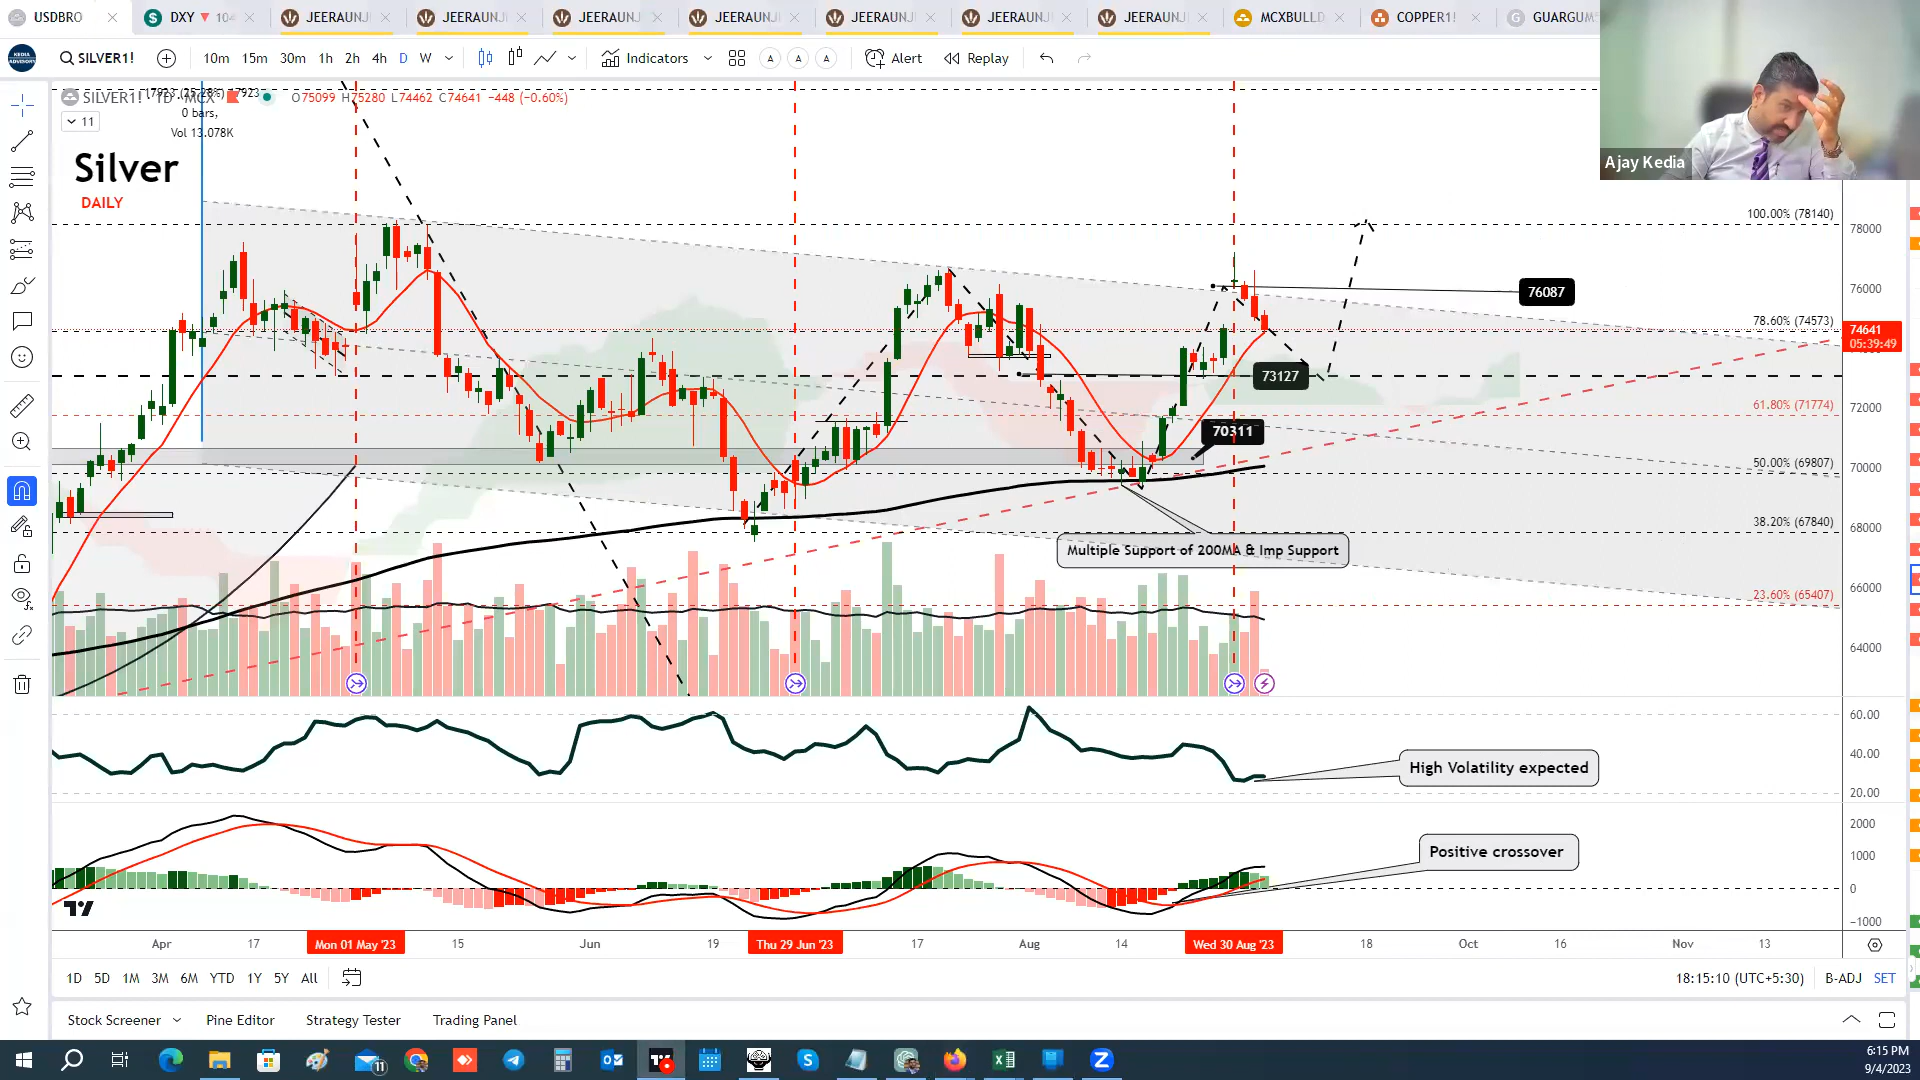 USDBRO
DXY
JEERAUNJ
JEERAUNJ
JEERAUNJ
JEERAUNJ
JEERAUNJ
JEERAUNJ
JEERAUNJ
MCXBULLD
COPPER1!
GUARGUM5
SILVER1!
10m 15m 30m 1h 2h 4h D W
Indicators
A A A
Alert
Replay
SILVER1! · 1D · MCX
O75099 H75280 L74462 C74641 −448 (−0.60%)
0 bars,
11
Vol 13.078K
Silver
DAILY
Ajay Kedia
100.00% (78140)
78000
76087
76000
78.60% (74573)
74641
05:39:49
73127
61.80% (71774)
72000
70311
50.00% (69807)
70000
38.20% (67840)
68000
Multiple Support of 200MA & Imp Support
66000
23.60% (65407)
64000
60.00
40.00
20.00
High Volatility expected
2000
1000
0
−1000
Positive crossover
Apr 17 Mon 01 May '23 15 Jun 19 Thu 29 Jun '23 17 Aug 14 Wed 30 Aug '23 18 Oct 16 Nov 13
1D 5D 1M 3M 6M YTD 1Y 5Y All
18:15:10 (UTC+5:30) B-ADJ SET
Stock Screener Pine Editor Strategy Tester Trading Panel
11
6:15 PM
9/4/2023